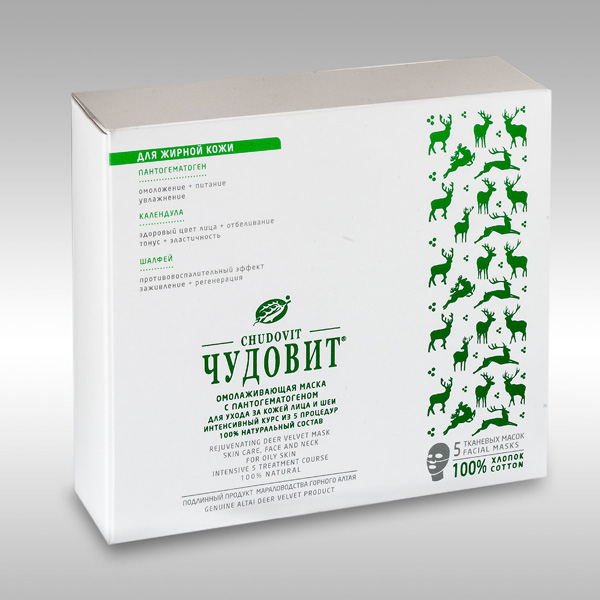 ДЛЯ ЖИРНОЙ КОЖИ
ПАНТОГЕМАТОГЕН
омоложение + питание
увлажнение
КАЛЕНДУЛА
здоровый цвет лица + отбеливание
тонус + эластичность
ШАЛФЕЙ
противовоспалительный эффект
заживление + регенерация
CHUDOVIT
ЧУДОВИТ®
ОМОЛАЖИВАЮЩАЯ МАСКА
С ПАНТОГЕМАТОГЕНОМ
ДЛЯ УХОДА ЗА КОЖЕЙ ЛИЦА И ШЕИ
ИНТЕНСИВНЫЙ КУРС ИЗ 5 ПРОЦЕДУР
100% НАТУРАЛЬНЫЙ СОСТАВ
REJUVENATING DEER VELVET MASK
SKIN CARE, FACE AND NECK
FOR OILY SKIN
INTENSIVE 5 TREATMENT COURSE
100% NATURAL
ПОДЛИННЫЙ ПРОДУКТ МАРАЛОВОДСТВА ГОРНОГО АЛТАЯ
GENUINE ALTAI DEER VELVET PRODUCT
5 ТКАНЕВЫХ МАСОК
FACIAL MASKS
100% ХЛОПОК
COTTON